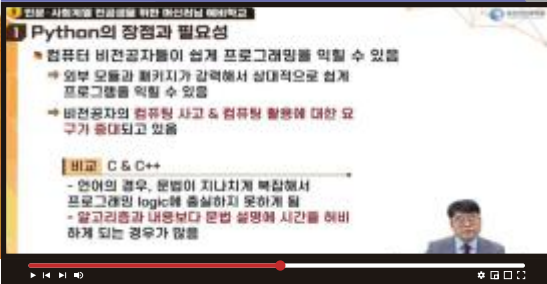 인문·사회계열 전공생을 위한 머신러닝 예비학교
1 Python의 장점과 필요성
컴퓨터 비전공자들이 쉽게 프로그래밍을 익힐 수 있음
외부 모듈과 패키지가 강력해서 상대적으로 쉽게
프로그램을 익힐 수 있음
비전공자의 컴퓨팅 사고 & 컴퓨팅 활용에 대한 요
구가 증대되고 있음
비교 C & C++
- 언어의 경우, 문법이 지나치게 복잡해서
프로그래밍 logic에 충실하지 못하게 됨
- 알고리즘과 내용보다 문법 설명에 시간을 허비
하게 되는 경우가 많음